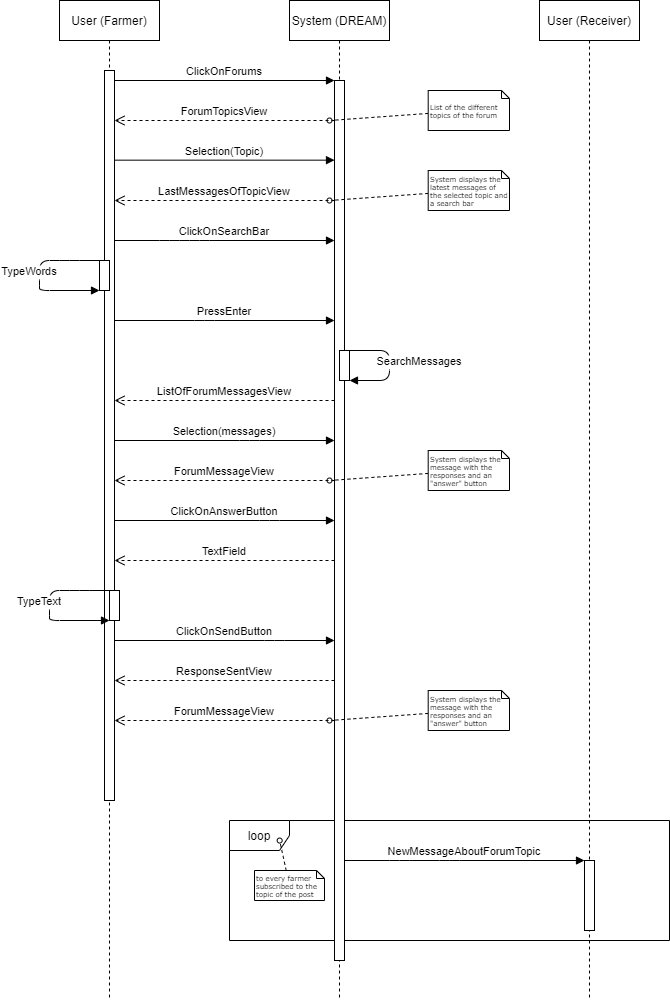 User (Farmer)
System (DREAM)
User (Receiver)
ClickOnForums
ForumTopicsView
List of the different
topics of the forum
Selection(Topic)
LastMessagesOfTopicView
System displays the
latest messages of
the selected topic and
a search bar
ClickOnSearchBar
TypeWords
PressEnter
SearchMessages
ListOfForumMessagesView
Selection(messages)
ForumMessageView
System displays the
message with the
responses and an
"answer" button
ClickOnAnswerButton
TextField
TypeText
ClickOnSendButton
ResponseSentView
ForumMessageView
System displays the
message with the
responses and an
"answer" button
loop
NewMessageAboutForumTopic
to every farmer
subscribed to the
topic of the post